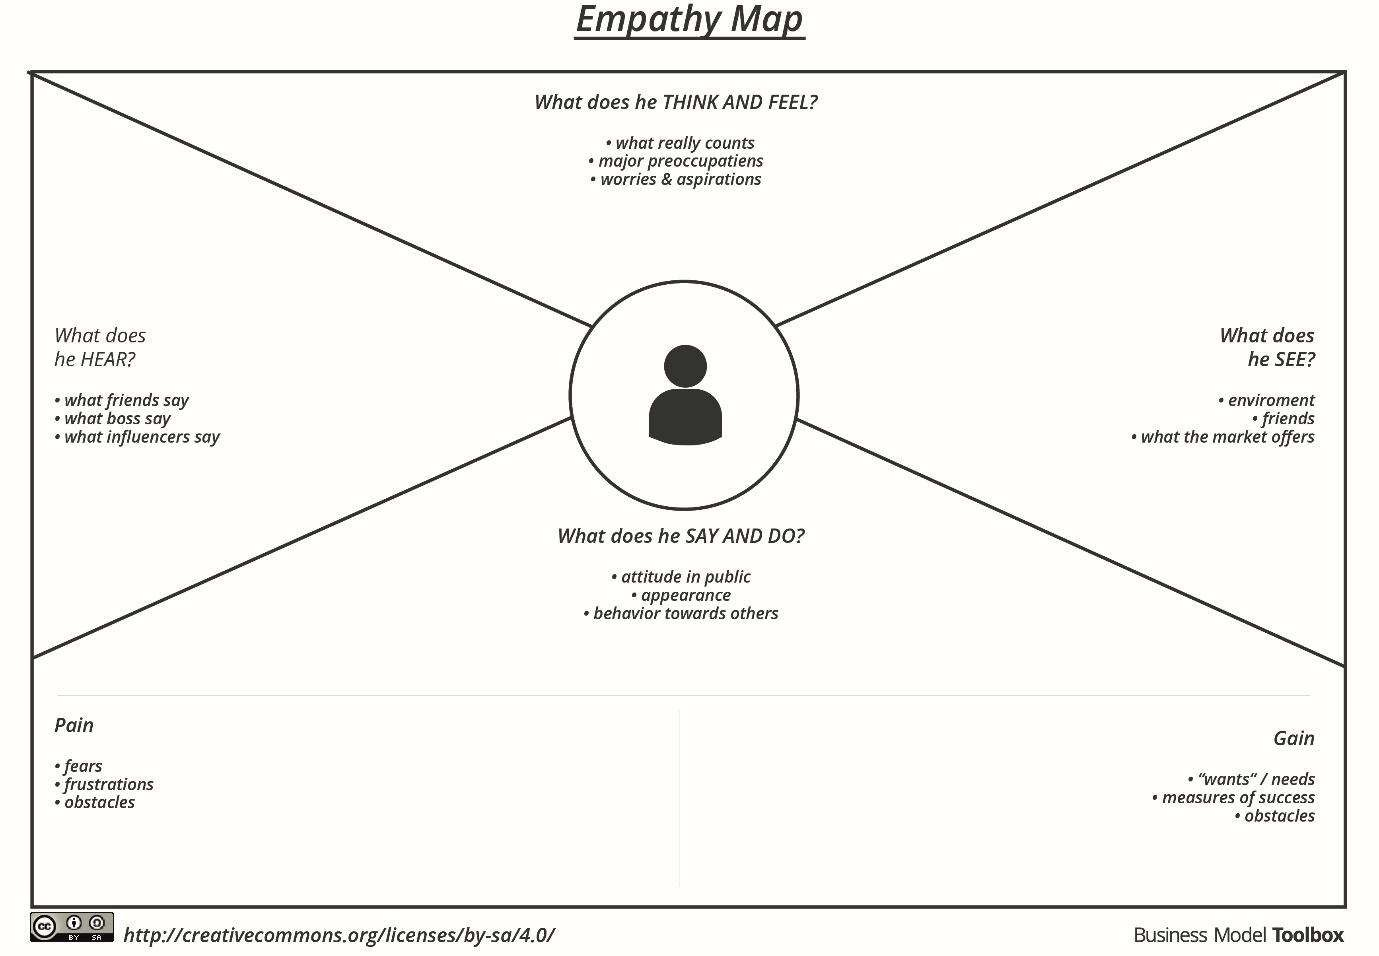 Empathy Map
What does he THINK AND FEEL?
• what really counts
• major preoccupatiens
• worries & aspirations
What does
he HEAR?
• what friends say
• what boss say
• what influencers say
What does
he SEE?
• enviroment
• friends
• what the market offers
What does he SAY AND DO?
• attitude in public
• appearance
• behavior towards others
Pain
• fears
• frustrations
• obstacles
Gain
• “wants“ / needs
• measures of success
• obstacles
cc BY SA
http://creativecommons.org/licenses/by-sa/4.0/
Business Model Toolbox